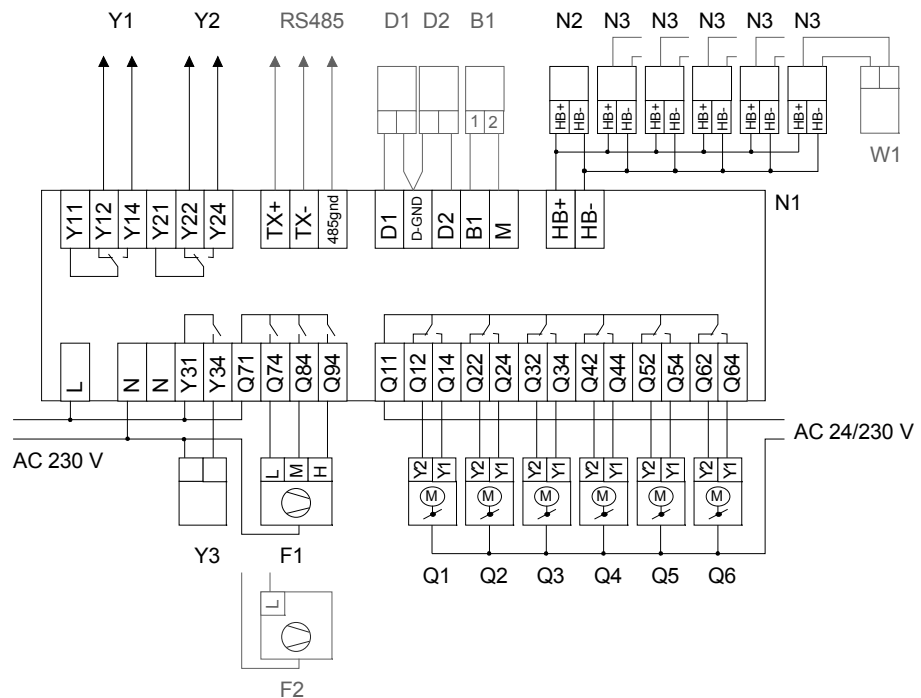 Y1 Y2 RS485 D1 D2 B1 N2 N3 N3 N3 N3 N3
1 2 HB+ HB- HB+ HB- HB+ HB- HB+ HB- HB+ HB- HB+ HB-
W1
N1
Y11 Y12 Y14 Y21 Y22 Y24 TX+ TX- 485gnd D1 D-GND D2 B1 M HB+ HB-
L N N Y31 Y34 Q71 Q74 Q84 Q94 Q11 Q12 Q14 Q22 Q24 Q32 Q34 Q42 Q44 Q52 Q54 Q62 Q64
AC 24/230 V
AC 230 V
L M H Y2 Y1 Y2 Y1 Y2 Y1 Y2 Y1 Y2 Y1 Y2 Y1
M M M M M M
Y3 F1 Q1 Q2 Q3 Q4 Q5 Q6
L
F2